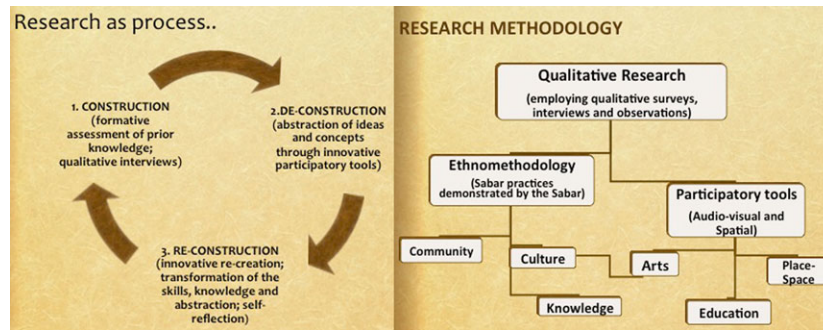 Research as process..
1. CONSTRUCTION
(formative
assessment of prior
knowledge;
qualitative interviews)
2.DE-CONSTRUCTION
(abstraction of ideas
and concepts
through innovative
participatory tools)
3. RE-CONSTRUCTION
(innovative re-creation;
transformation of the
skills, knowledge and
abstraction; self-
reflection)
RESEARCH METHODOLOGY
Qualitative Research
(employing qualitative surveys,
interviews and observations)
Ethnomethodology
(Sabar practices
demonstrated by the Sabar)
Participatory tools
(Audio-visual and
Spatial)
Community
Culture
Arts
Place-
Space
Knowledge
Education